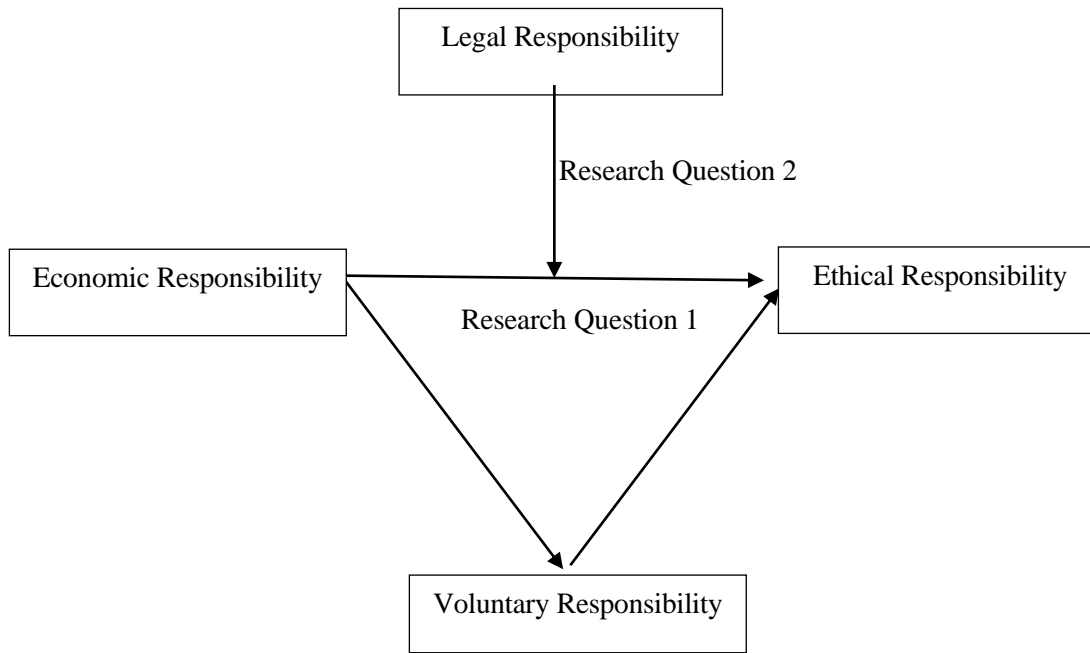 Legal Responsibility
Research Question 2
Economic Responsibility
Ethical Responsibility
Research Question 1
Voluntary Responsibility